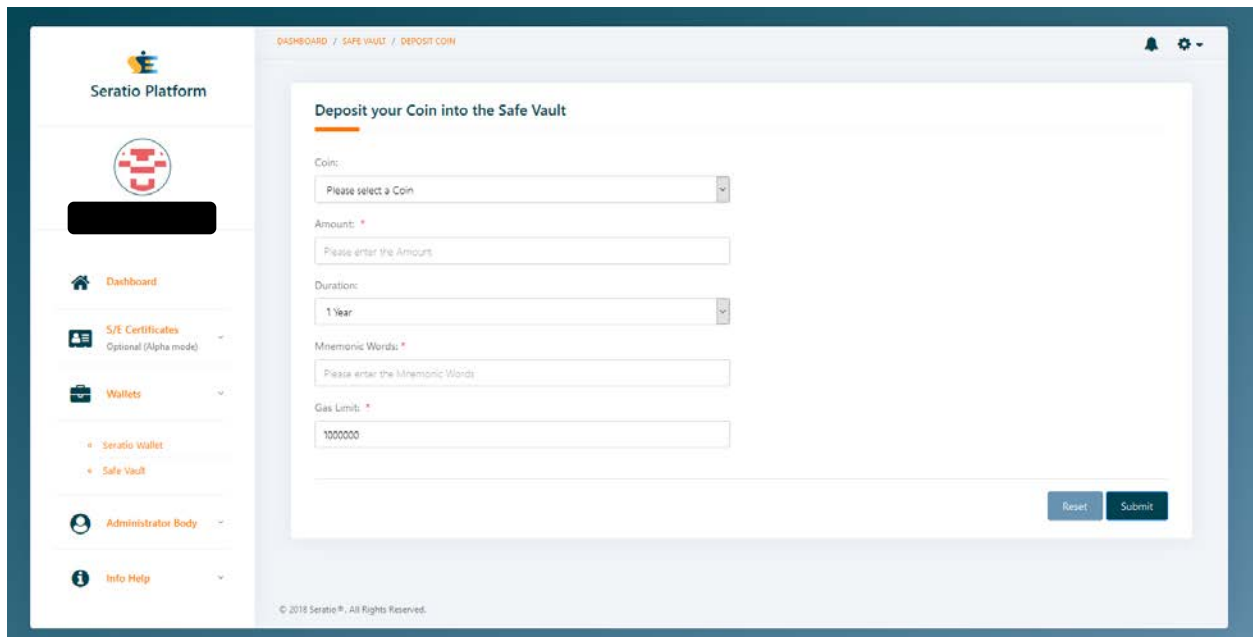 DASHBOARD / SAFE VAULT / DEPOSIT COIN
SE
Seratio Platform
Dashboard
S/E Certificates
Optional (Alpha mode)
Wallets
Seratio Wallet
Safe Vault
Administrator Body
Info Help
Deposit your Coin into the Safe Vault
Coin:
Please select a Coin
Amount: *
Please enter the Amount
Duration:
1 Year
Mnemonic Words: *
Please enter the Mnemonic Words
Gas Limit: *
1000000
Reset Submit
© 2018 Seratio®. All Rights Reserved.